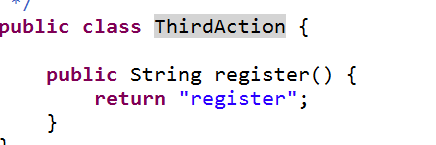 */
public class ThirdAction {
public String register() {
return "register";
}
}